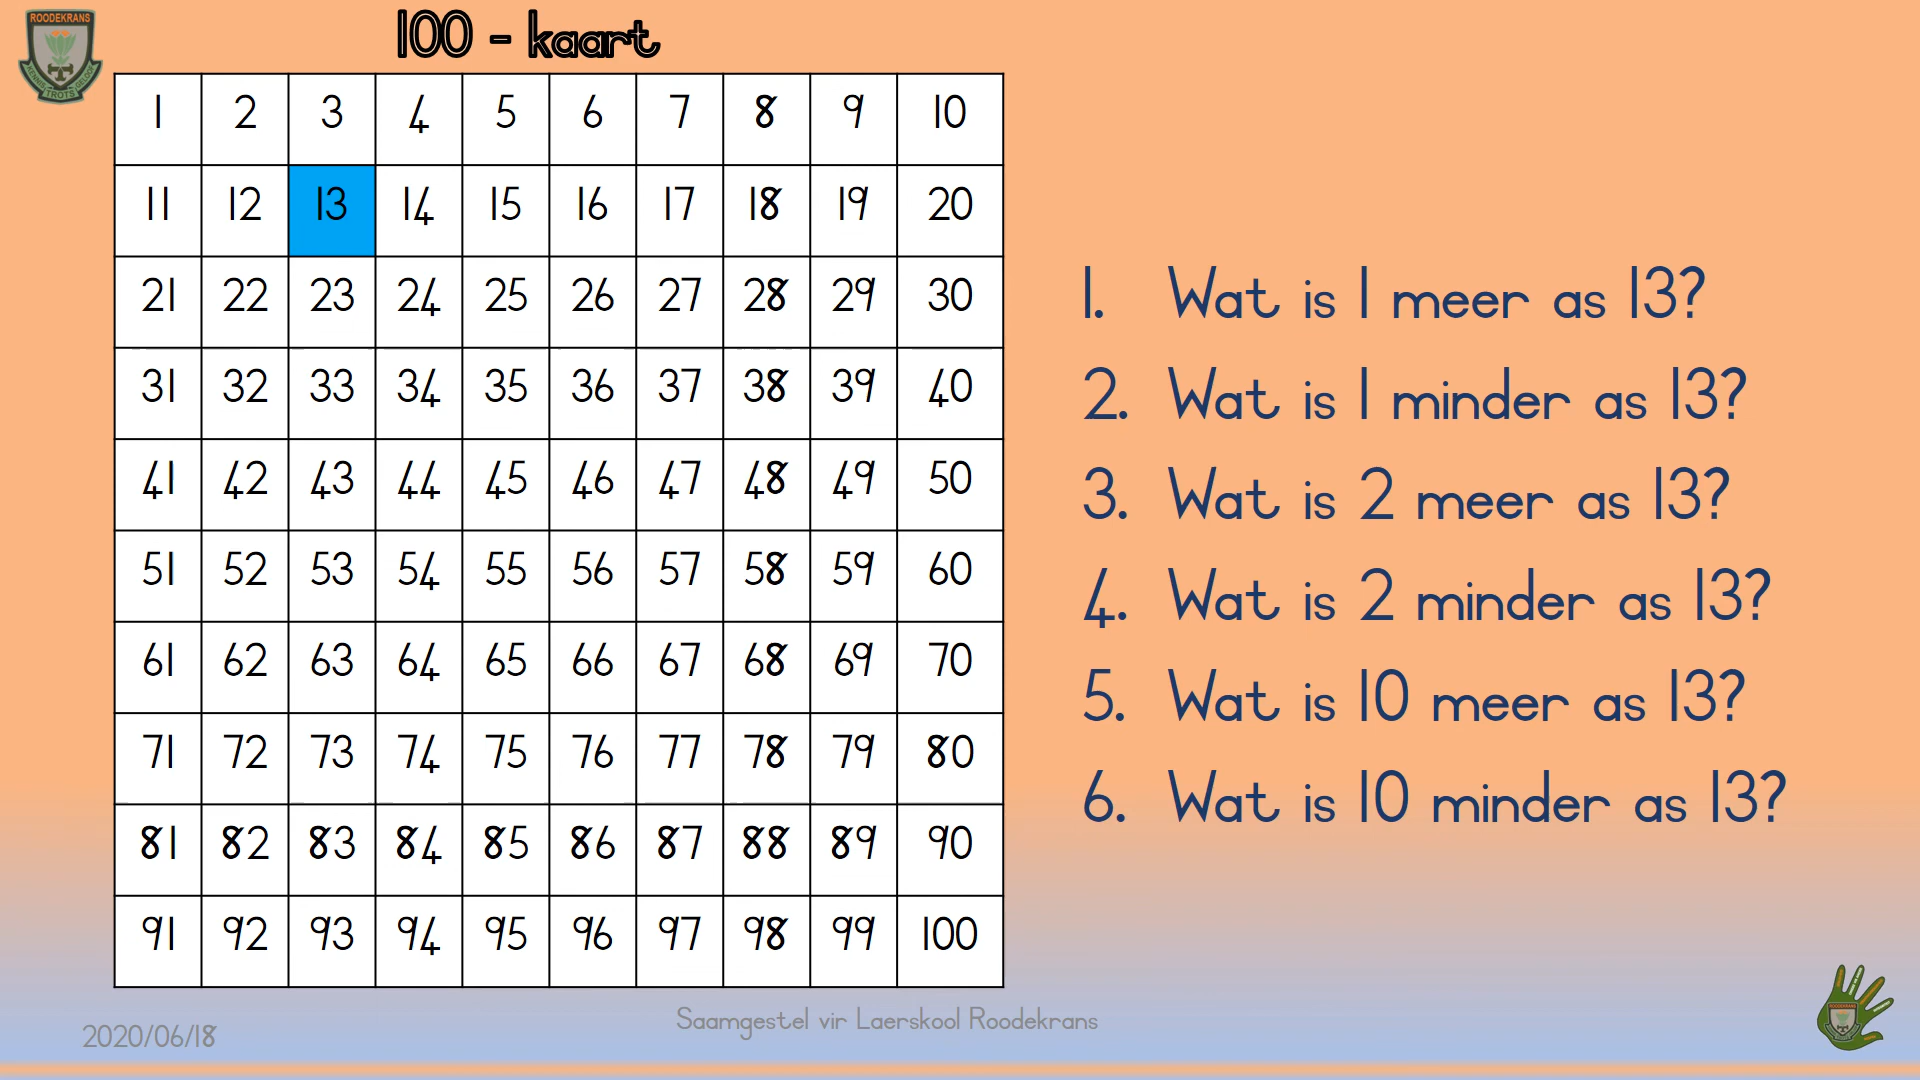 ROODEKRANS
KENNIS TROTS GELOOF
100 - kaart
1 2 3 4 5 6 7 8 9 10
11 12 13 14 15 16 17 18 19 20
21 22 23 24 25 26 27 28 29 30
31 32 33 34 35 36 37 38 39 40
41 42 43 44 45 46 47 48 49 50
51 52 53 54 55 56 57 58 59 60
61 62 63 64 65 66 67 68 69 70
71 72 73 74 75 76 77 78 79 80
81 82 83 84 85 86 87 88 89 90
91 92 93 94 95 96 97 98 99 100
1. Wat is 1 meer as 13?
2. Wat is 1 minder as 13?
3. Wat is 2 meer as 13?
4. Wat is 2 minder as 13?
5. Wat is 10 meer as 13?
6. Wat is 10 minder as 13?
Saamgestel vir Laerskool Roodekrans
2020/06/18
ROODEKRANS